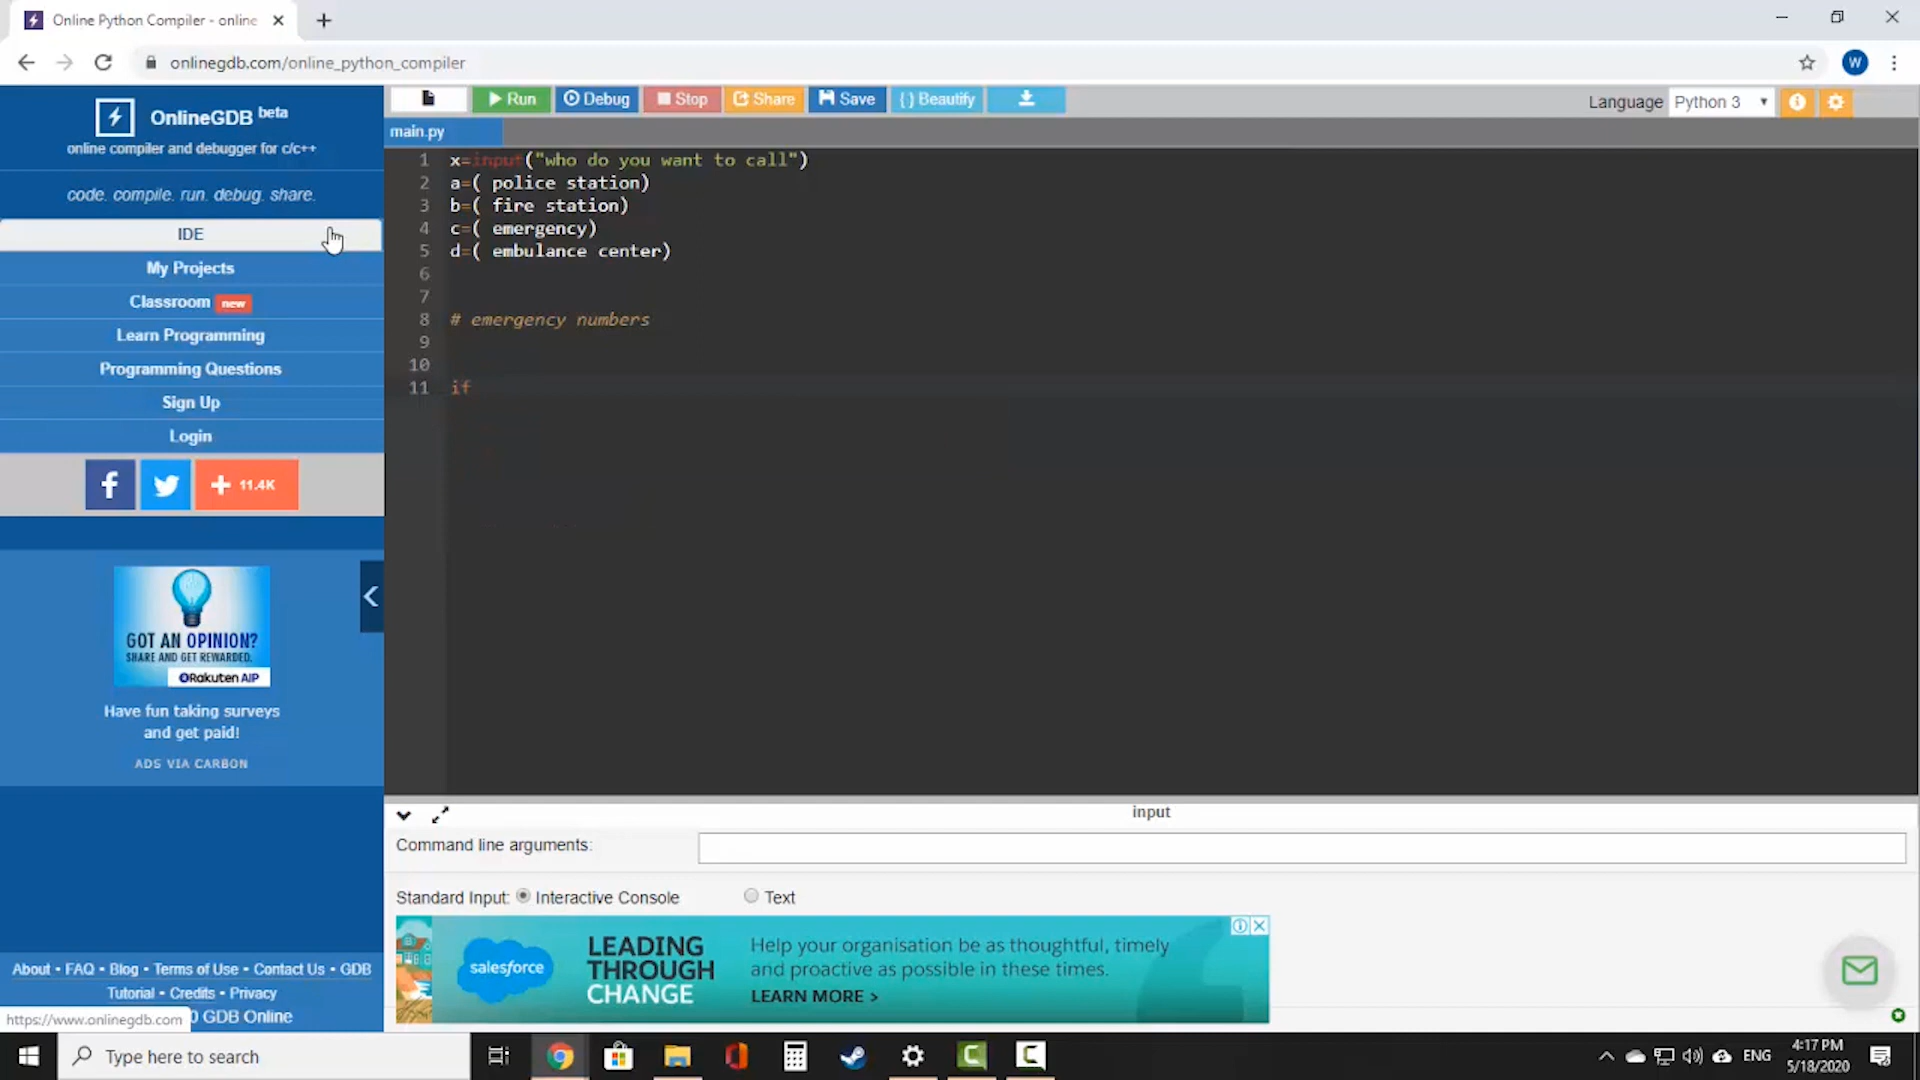 Online Python Compiler - online
onlinegdb.com/online_python_compiler
W
OnlineGDB beta
online compiler and debugger for c/c++
code. compile. run. debug. share.
IDE
My Projects
Classroom new
Learn Programming
Programming Questions
Sign Up
Login
f
+ 11.4K
GOT AN OPINION?
SHARE AND GET REWARDED.
Rakuten AIP
Have fun taking surveys
and get paid!
ADS VIA CARBON
About • FAQ • Blog • Terms of Use • Contact Us • GDB
Tutorial • Credits • Privacy
https://www.onlinegdb.com
0 GDB Online
Run
Debug
Stop
Share
Save
{ } Beautify
Language Python 3
main.py
1 x=input("who do you want to call")
2 a=( police station)
3 b=( fire station)
4 c=( emergency)
5 d=( embulance center)
6
7
8 # emergency numbers
9
10
11 if
input
Command line arguments:
Standard Input: Interactive Console Text
salesforce
LEADING
THROUGH
CHANGE
Help your organisation be as thoughtful, timely
and proactive as possible in these times.
LEARN MORE >
Type here to search
ENG
4:17 PM
5/18/2020